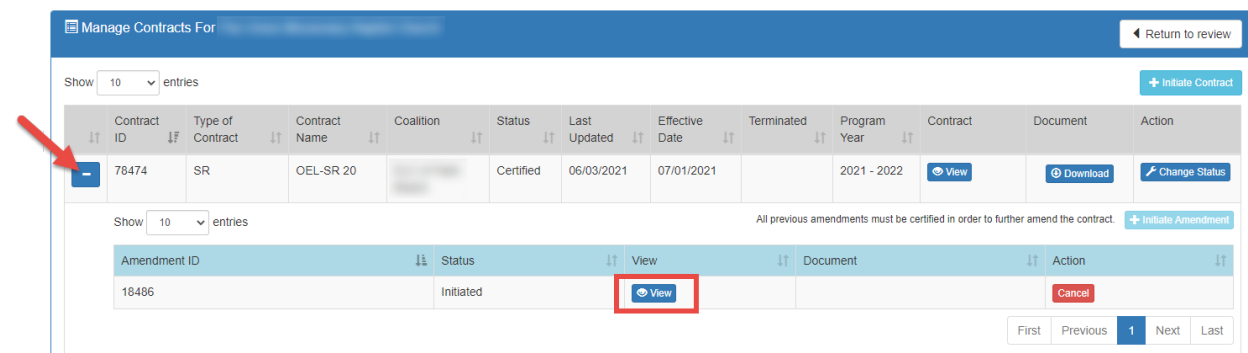 Manage Contracts For
Return to review
Show 10 entries
Initiate Contract
Contract ID Type of Contract Contract Name Coalition Status Last Updated Effective Date Terminated Program Year Contract Document Action
78474 SR OEL-SR 20 Certified 06/03/2021 07/01/2021 2021 - 2022 View Download Change Status
Show 10 entries All previous amendments must be certified in order to further amend the contract. Initiate Amendment
Amendment ID Status View Document Action
18486 Initiated View Cancel
First Previous 1 Next Last